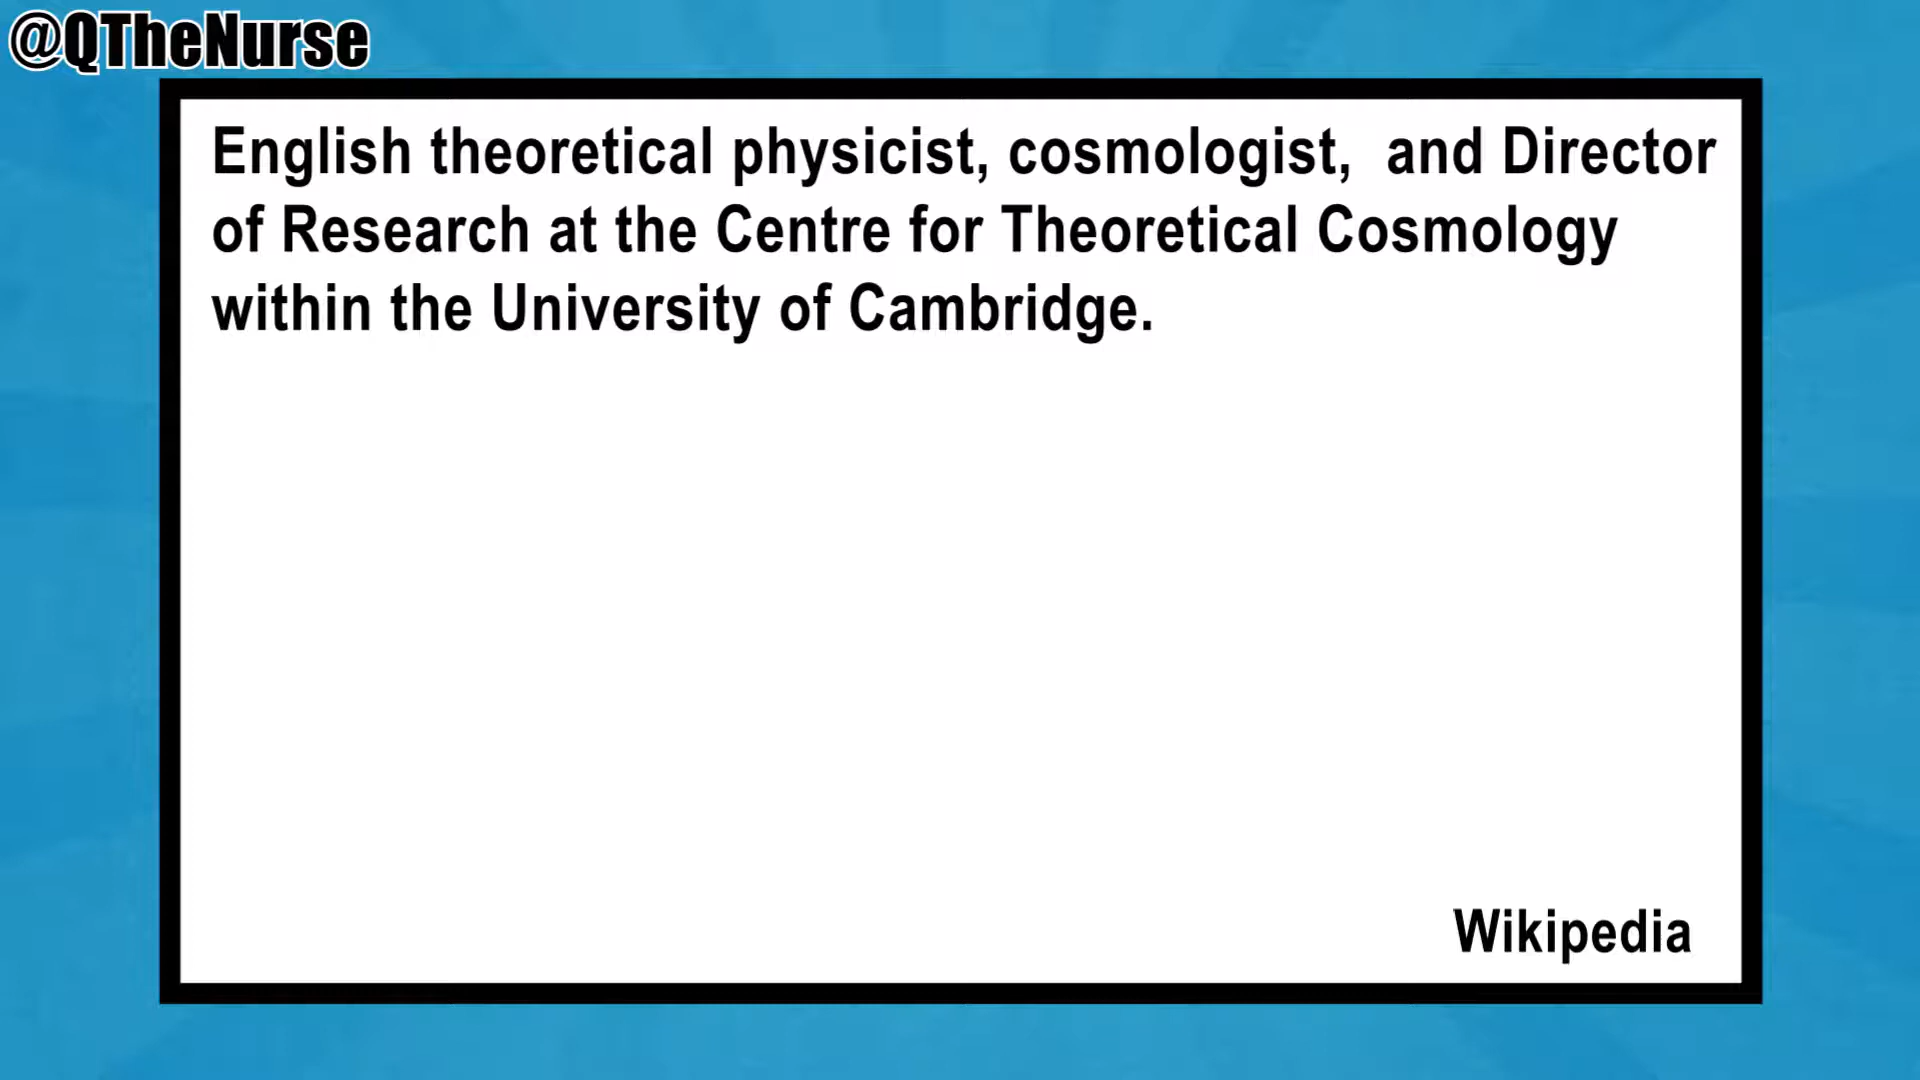 @QTheNurse
English theoretical physicist, cosmologist,  and Director
of Research at the Centre for Theoretical Cosmology
within the University of Cambridge.
Wikipedia